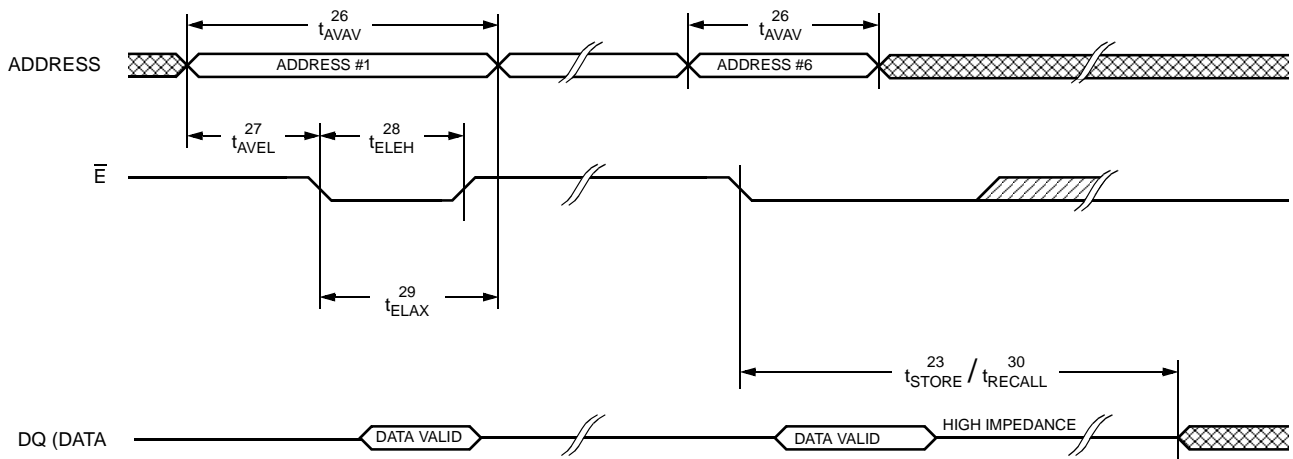 26 26
tAVAV tAVAV
ADDRESS ADDRESS #1 ADDRESS #6
27 28
tAVEL tELEH
E
29
tELAX
23 30
tSTORE / tRECALL
DQ (DATA DATA VALID DATA VALID HIGH IMPEDANCE